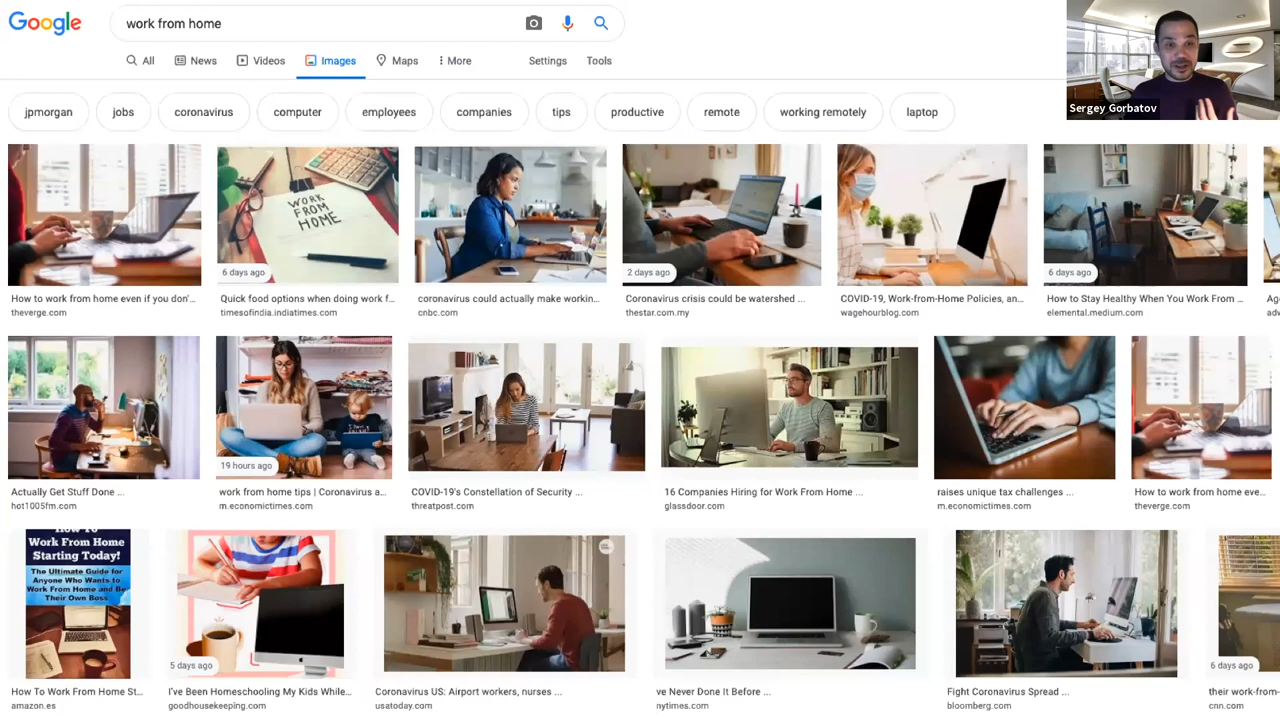 Google
work from home
All
News
Videos
Images
Maps
More
Settings
Tools
Sergey Gorbatov
jpmorgan
jobs
coronavirus
computer
employees
companies
tips
productive
remote
working remotely
laptop
WORK
FROM
HOME
6 days ago
2 days ago
6 days ago
How to work from home even if you don'...
theverge.com
Quick food options when doing work f...
timesofindia.indiatimes.com
coronavirus could actually make workin...
cnbc.com
Coronavirus crisis could be watershed ...
thestar.com.my
COVID-19, Work-from-Home Policies, an...
wagehourblog.com
How to Stay Healthy When You Work From ...
elemental.medium.com
Ag
adv
19 hours ago
Actually Get Stuff Done ...
hot1005fm.com
work from home tips | Coronavirus a...
m.economictimes.com
COVID-19's Constellation of Security ...
threatpost.com
16 Companies Hiring for Work From Home ...
glassdoor.com
raises unique tax challenges ...
m.economictimes.com
How to work from home eve...
theverge.com
How To
Work From Home
Starting Today!
The Ultimate Guide for
Anyone Who Wants to
Work From Home and Be
Their Own Boss
5 days ago
6 days ago
How To Work From Home St...
amazon.es
I've Been Homeschooling My Kids While...
goodhousekeeping.com
Coronavirus US: Airport workers, nurses ...
usatoday.com
ve Never Done It Before ...
nytimes.com
Fight Coronavirus Spread ...
bloomberg.com
their work-from-
cnn.com